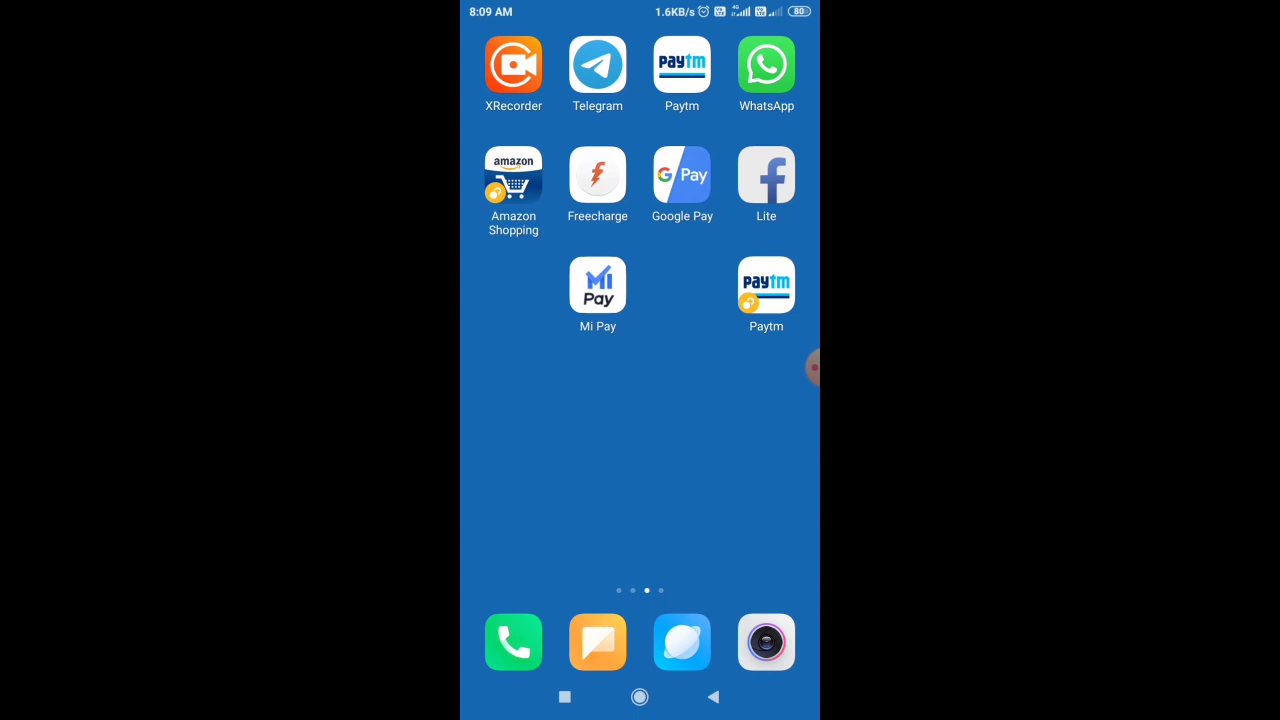 8:09 AM 1.6KB/s 4G 80
paytm
XRecorder Telegram Paytm WhatsApp
amazon G Pay f
Amazon Shopping Freecharge Google Pay Lite
Mi Pay paytm
Mi Pay Paytm